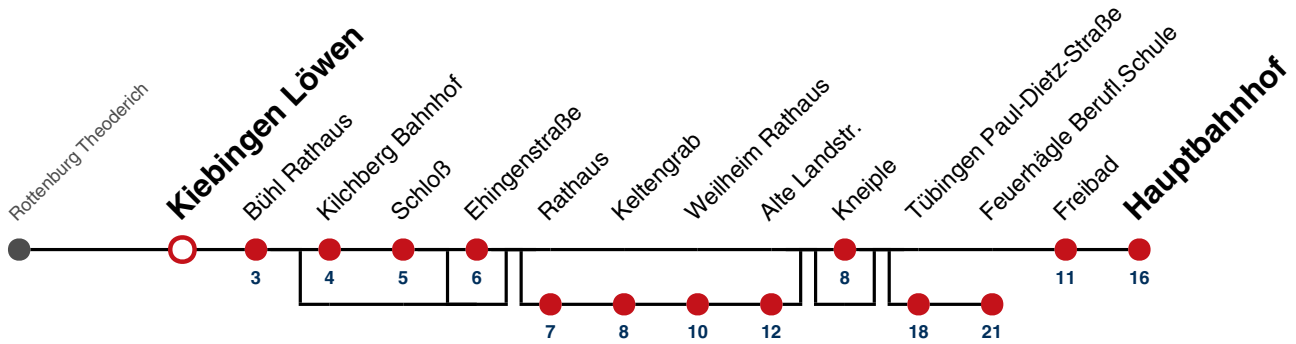 Rottenburg Theoderich
Kiebingen Löwen
Bühl Rathaus
Kilchberg Bahnhof
Schloß
Ehingenstraße
Rathaus
Keltengrab
Weilheim Rathaus
Alte Landstr.
Kneiple
Tübingen Paul-Dietz-Straße
Feuerhägle Berufl.Schule
Freibad
Hauptbahnhof
3 4 5 6 8 11 16
7 8 10 12 18 21